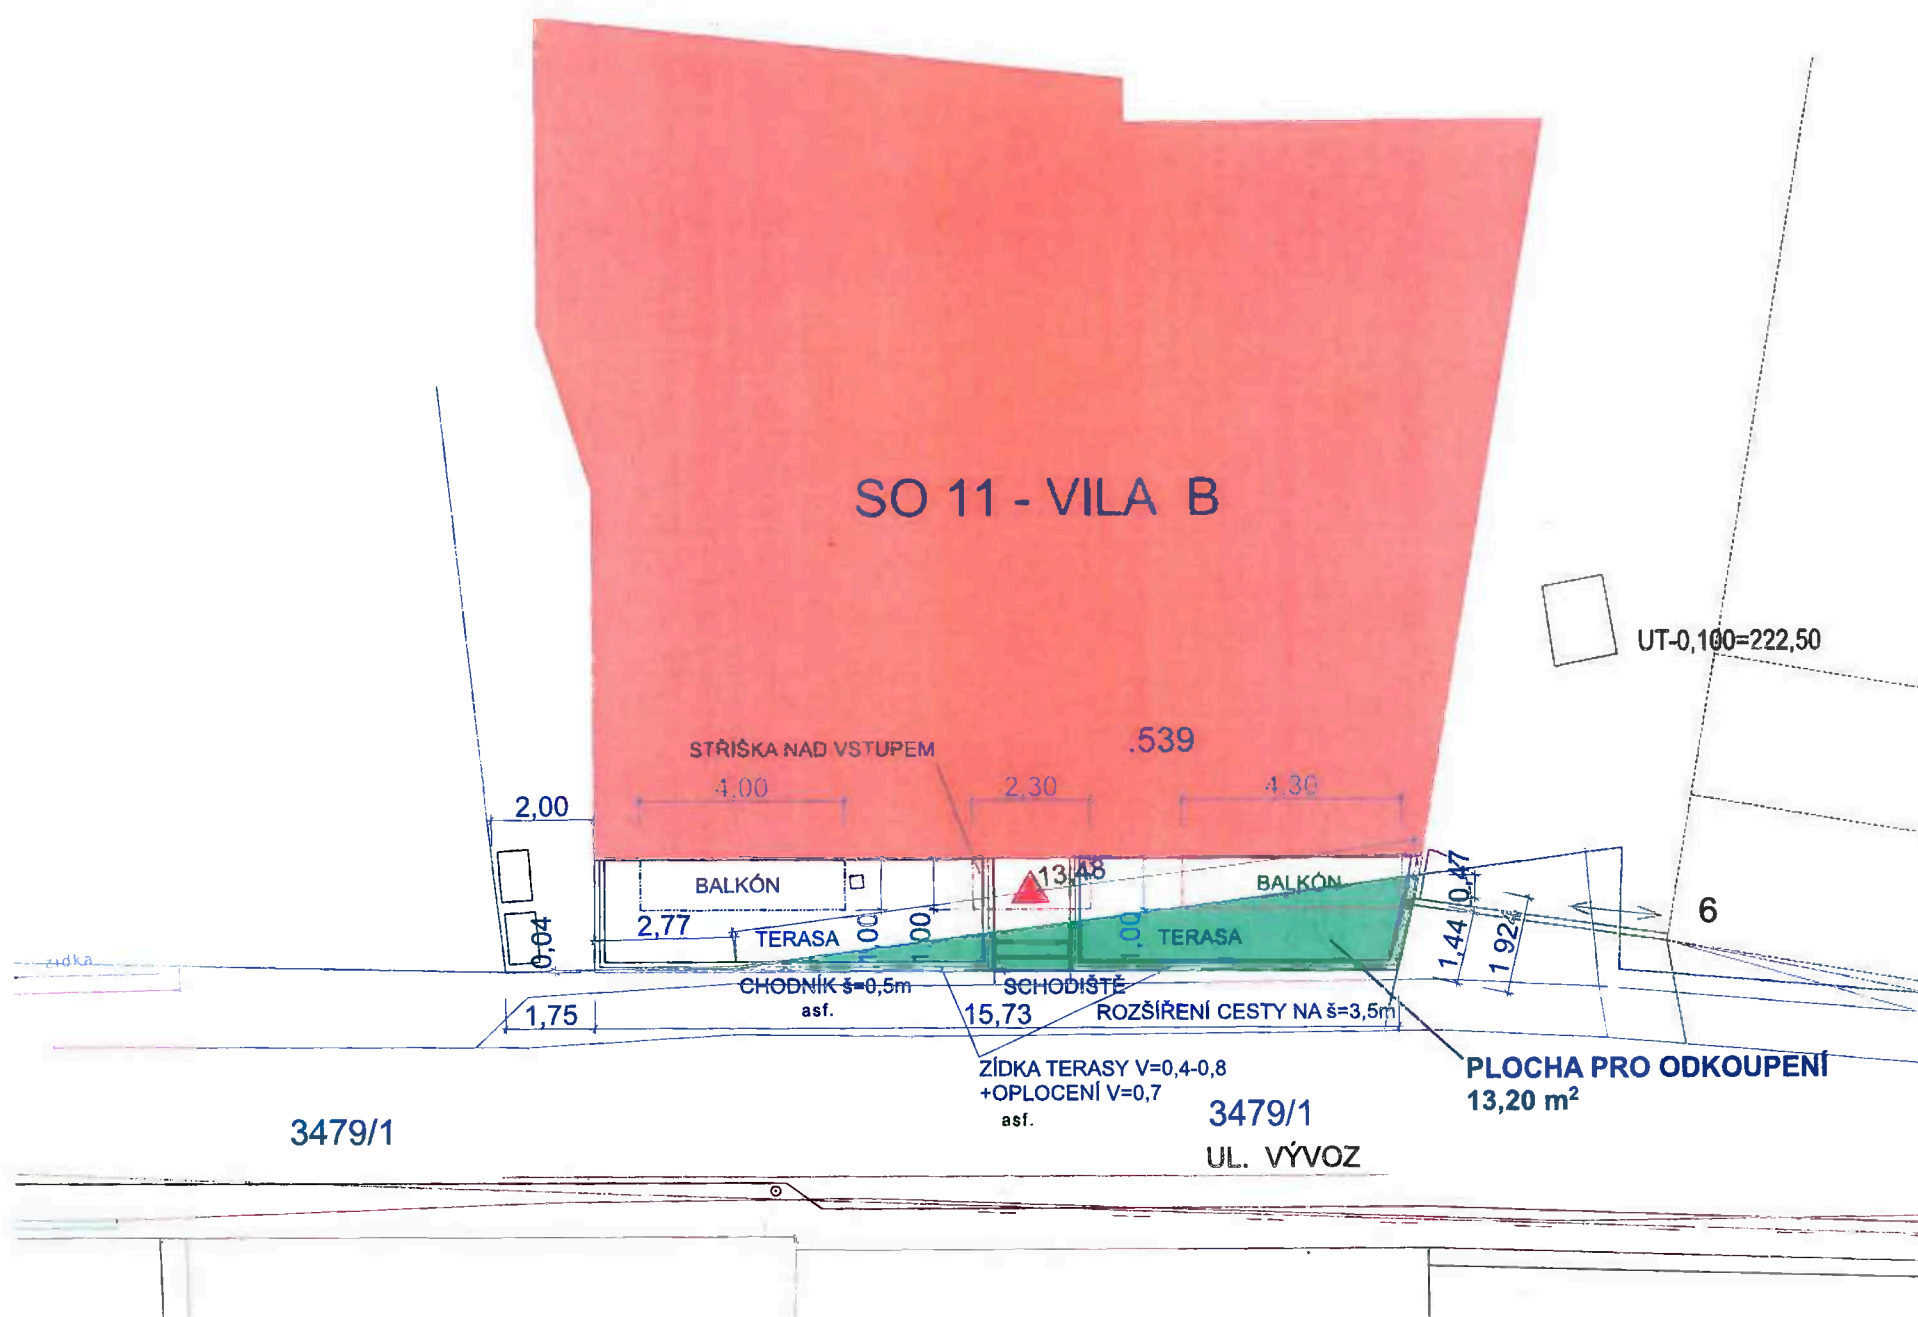 SO 11 - VILA B
UT-0,100=222,50
STŘÍŠKA NAD VSTUPEM
.539
4,00
2,30
4,30
2,00
BALKÓN
13,48
BALKÓN
0,47
6
0,04
2,77
TERASA
1,00
1,00
1,00
TERASA
1,44
1,92
zídka
CHODNÍK š=0,5m
asf.
SCHODIŠTĚ
1,75
15,73
ROZŠÍŘENÍ CESTY NA š=3,5m
ZÍDKA TERASY V=0,4-0,8
+OPLOCENÍ V=0,7
asf.
PLOCHA PRO ODKOUPENÍ
13,20 m²
3479/1
3479/1
UL. VÝVOZ